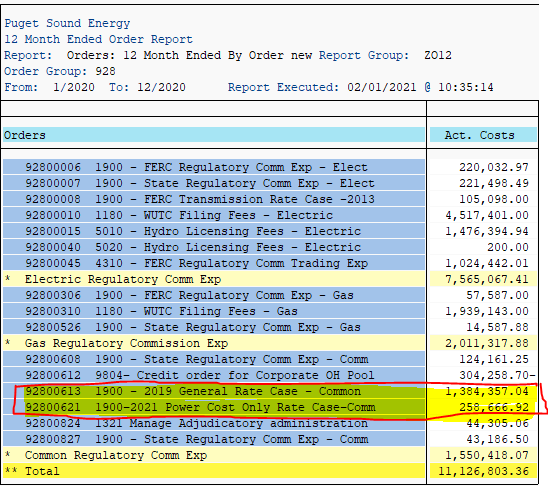 Puget Sound Energy
12 Month Ended Order Report
Report: Orders: 12 Month Ended By Order new Report Group: ZO12
Order Group: 928
From: 1/2020 To: 12/2020 Report Executed: 02/01/2021 @ 10:35:14
Orders Act. Costs
92800006 1900 - FERC Regulatory Comm Exp - Elect 220,032.97
92800007 1900 - State Regulatory Comm Exp - Elect 221,498.49
92800008 1900 - FERC Transmission Rate Case -2013 105,098.00
92800010 1180 - WUTC Filing Fees - Electric 4,517,401.00
92800015 5010 - Hydro Licensing Fees - Electric 1,476,394.94
92800040 5020 - Hydro Licensing Fees - Electric 200.00
92800045 4310 - FERC Comm Trading Exp 1,024,442.01
* Electric Regulatory Comm Exp 7,565,067.41
92800306 1900 - FERC Regulatory Comm Exp - Gas 57,587.00
92800310 1180 - WUTC Filing Fees - Gas 1,939,143.00
92800526 1900 - State Regulatory Comm Exp - Gas 14,587.88
* Gas Regulatory Commission Exp 2,011,317.88
92800608 1900 - State Regulatory Comm Exp - Comm 124,161.25
92800612 9804- Credit order for Corporate OH Pool 304,258.70-
92800613 1900 - 2019 General Rate Case - Common 1,384,357.04
92800621 1900-2021 Power Cost Only Rate Case-Comm 258,666.92
92800824 1321 Manage Adjudicatory administration 44,305.06
92800827 1900 - State Regulatory Comm Exp - Comm 43,186.50
* Common Regulatory Comm Exp 1,550,418.07
** Total 11,126,803.36